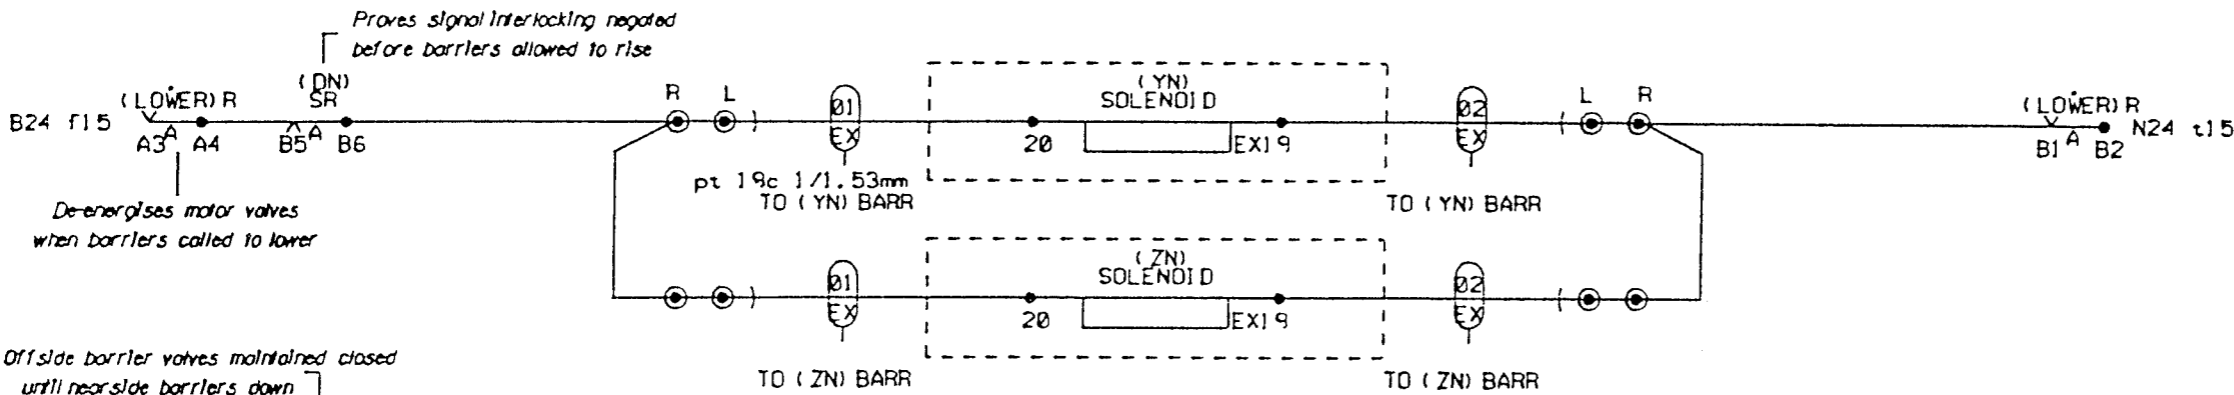 Proves signal interlocking negated
before barriers allowed to rise
(DN)
SR
(LOWER) R
B24 f15
A3 A A4
B5 A B6
De-energises motor valves
when barriers called to lower
R L
01
EX
(YN)
SOLENOID
20
EX19
02
EX
L R
(LOWER) R
B1 A B2
N24 t15
pt 19c 1/1.53mm
TO (YN) BARR
TO (YN) BARR
01
EX
(ZN)
SOLENOID
20
EX19
02
EX
TO (ZN) BARR
TO (ZN) BARR
Offside barrier valves maintained closed
until nearside barriers down